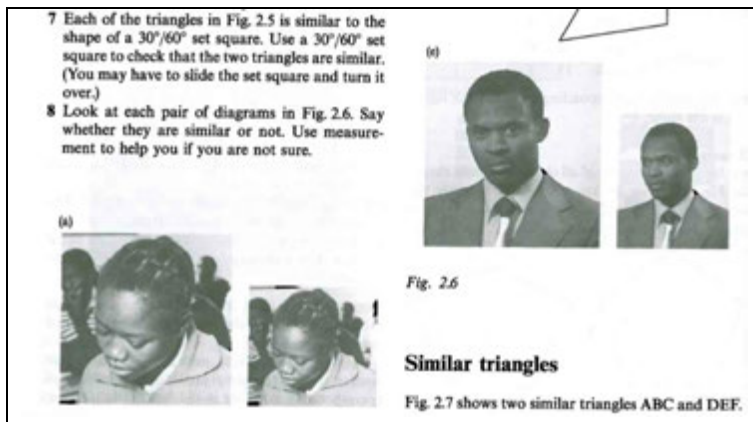 7 Each of the triangles in Fig. 2.5 is similar to the
shape of a 30°/60° set square. Use a 30°/60° set
square to check that the two triangles are similar.
(You may have to slide the set square and turn it
over.)
8 Look at each pair of diagrams in Fig. 2.6. Say
whether they are similar or not. Use measure-
ment to help you if you are not sure.
(a)
(e)
Fig. 2.6
Similar triangles
Fig. 2.7 shows two similar triangles ABC and DEF.